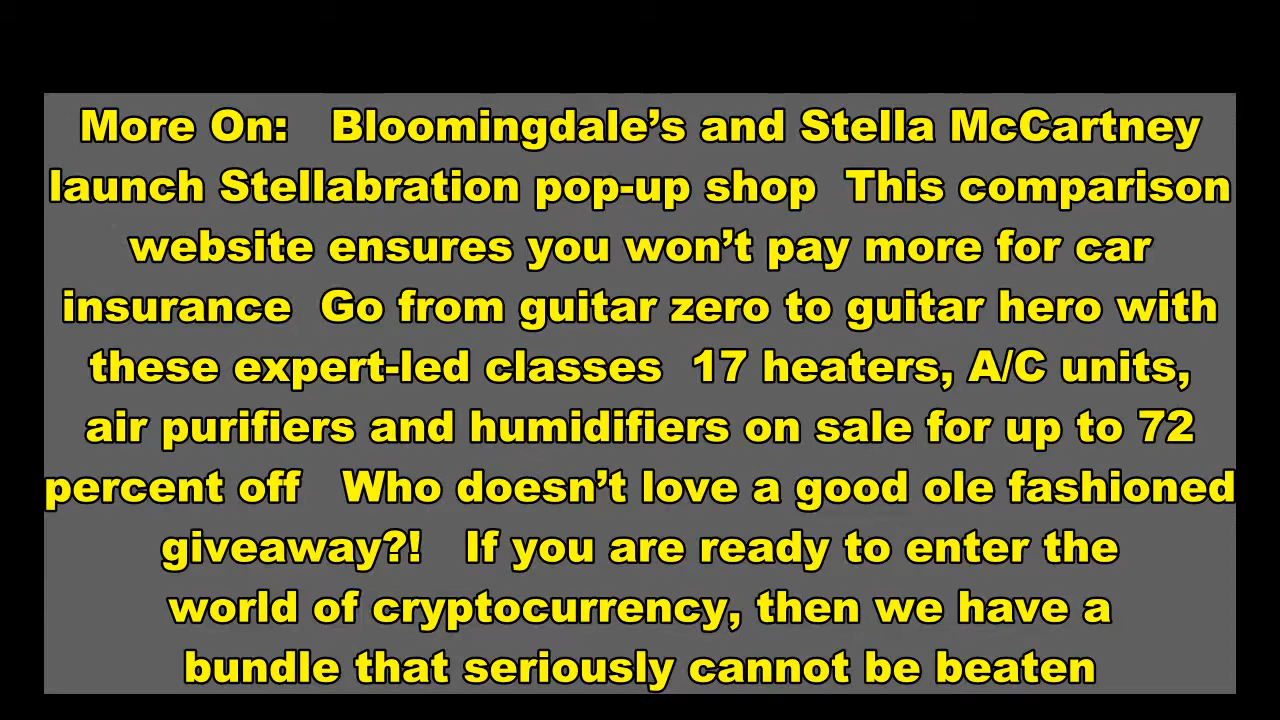 More On:   Bloomingdale’s and Stella McCartney
launch Stellabration pop-up shop  This comparison
website ensures you won’t pay more for car
insurance  Go from guitar zero to guitar hero with
these expert-led classes  17 heaters, A/C units,
air purifiers and humidifiers on sale for up to 72
percent off   Who doesn’t love a good ole fashioned
giveaway?!   If you are ready to enter the
world of cryptocurrency, then we have a
bundle that seriously cannot be beaten